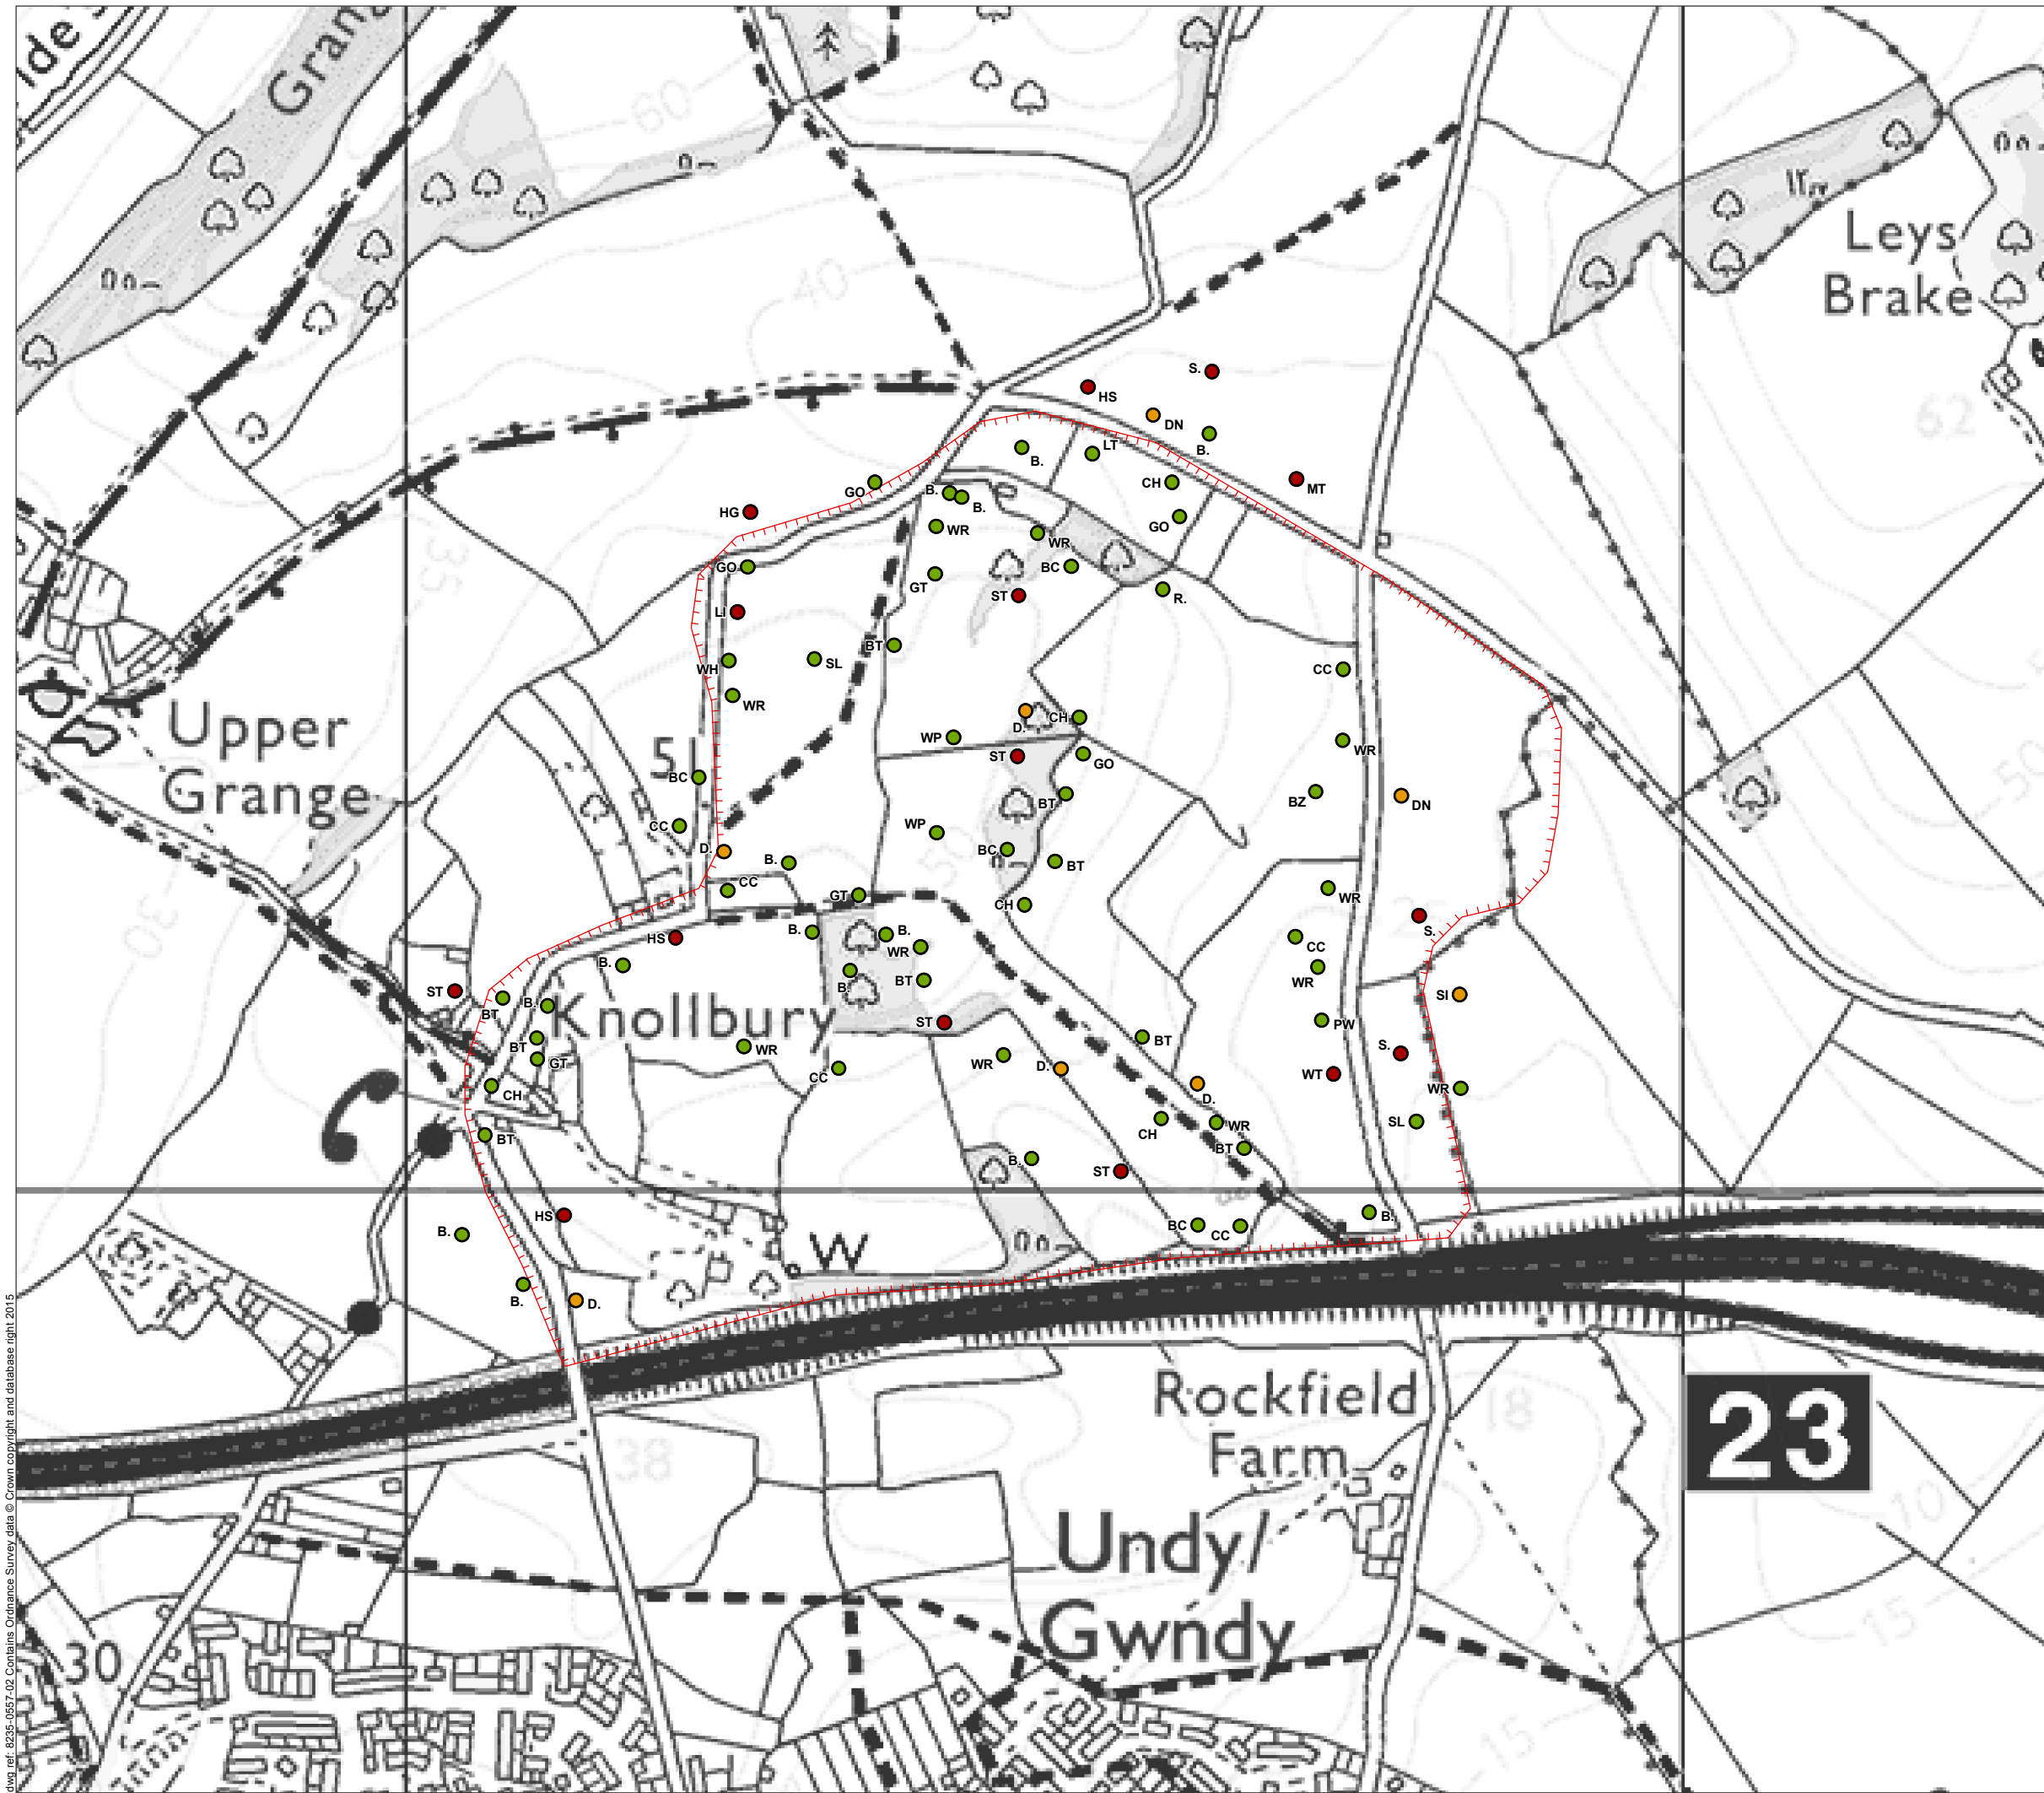 ide
Gran
60
40
Leys
Brake
62
S.
HS
DN
B.
B.
LT
CH
MT
GO
B.
B.
HG
WR
GO
WR
35
GO
BC
GT
ST
R.
LI
BT
WH
SL
CC
WR
Upper
Grange
51
D.
CH
WP
WR
ST
GO
BC
BZ
DN
BT
50
CC
WP
D.
B.
BC
BT
50
CC
GT
WR
CH
30
B.
B.
S.
HS
WR
CC
B.
BT
WR
B.
ST
SI
BT
B.
Knollbury
ST
PW
BT
WR
BT
GT
WR
D.
S.
CC
WT
CH
D.
WR
CH
WR
SL
BT
BT
B.
ST
HS
B.
B.
BC
CC
W
B.
D.
Rockfield
Farm
18
23
38
10
Undy/
Gwndy
15
30
15
dwg ref: 8235-0557-02 Contains Ordnance Survey data © Crown copyright and database right 2015